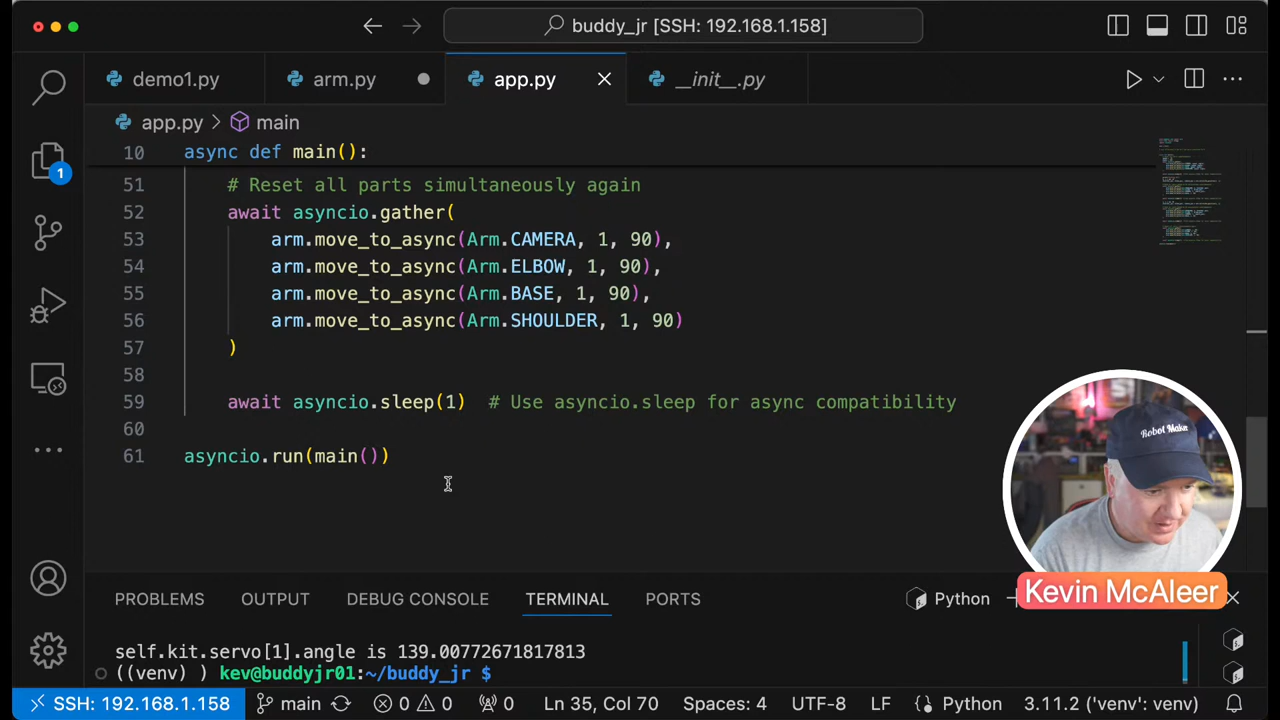 buddy_jr [SSH: 192.168.1.158]
demo1.py
arm.py
app.py
__init__.py
app.py > main
10 async def main():
51 # Reset all parts simultaneously again
52 await asyncio.gather(
53 arm.move_to_async(Arm.CAMERA, 1, 90),
54 arm.move_to_async(Arm.ELBOW, 1, 90),
55 arm.move_to_async(Arm.BASE, 1, 90),
56 arm.move_to_async(Arm.SHOULDER, 1, 90)
57 )
58
59 await asyncio.sleep(1) # Use asyncio.sleep for async compatibility
60
61 asyncio.run(main())
1
Robot Maker
Kevin McAleer
PROBLEMS OUTPUT DEBUG CONSOLE TERMINAL PORTS Python
self.kit.servo[1].angle is 139.00772671817813
((venv) ) kev@buddyjr01:~/buddy_jr $
SSH: 192.168.1.158 main 0 0 0 Ln 35, Col 70 Spaces: 4 UTF-8 LF Python 3.11.2 ('venv': venv)